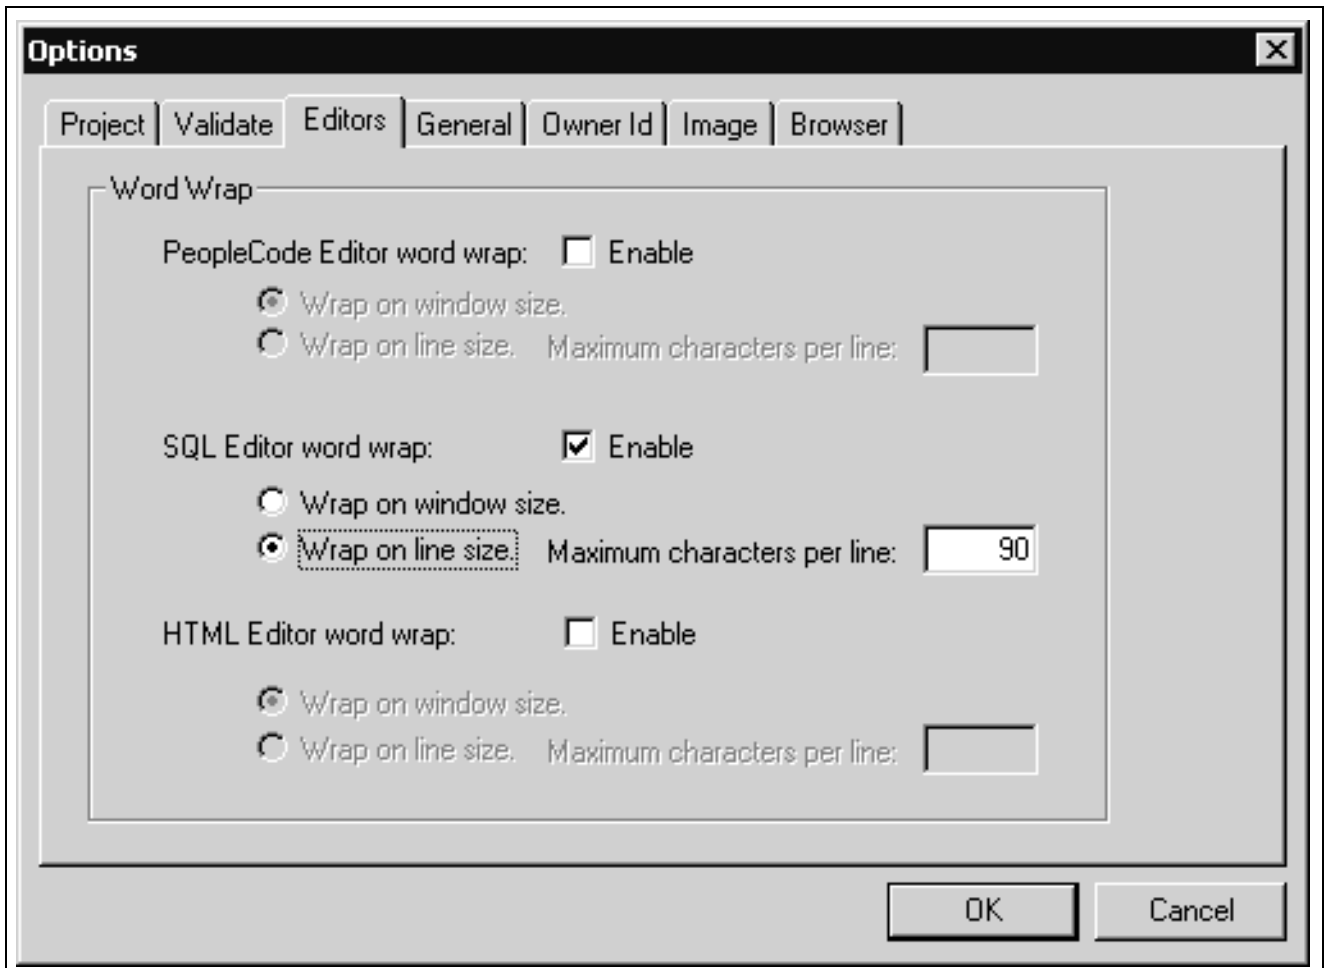 Options
Project Validate Editors General Owner Id Image Browser
Word Wrap
PeopleCode Editor word wrap: Enable
Wrap on window size.
Wrap on line size. Maximum characters per line:
SQL Editor word wrap: Enable
Wrap on window size.
Wrap on line size. Maximum characters per line: 90
HTML Editor word wrap: Enable
Wrap on window size.
Wrap on line size. Maximum characters per line:
OK Cancel